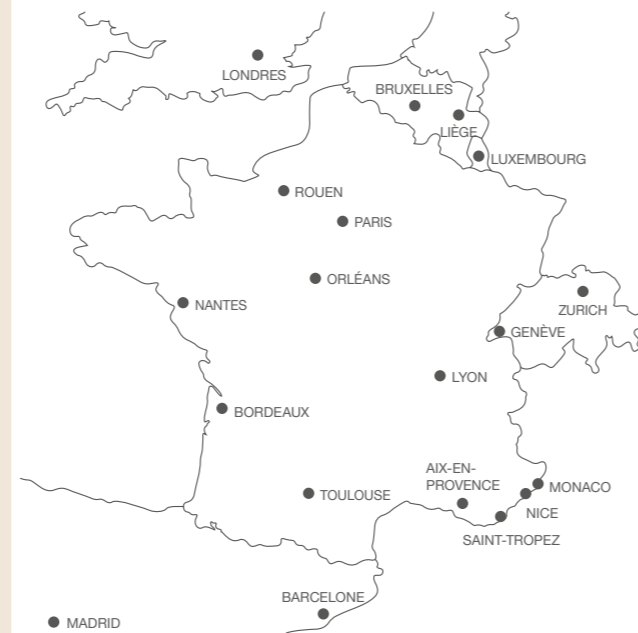 LONDRES
BRUXELLES
LIÈGE
LUXEMBOURG
ROUEN
PARIS
ORLÉANS
NANTES
ZURICH
GENÈVE
LYON
BORDEAUX
AIX-EN-
PROVENCE
MONACO
TOULOUSE
NICE
SAINT-TROPEZ
BARCELONE
MADRID